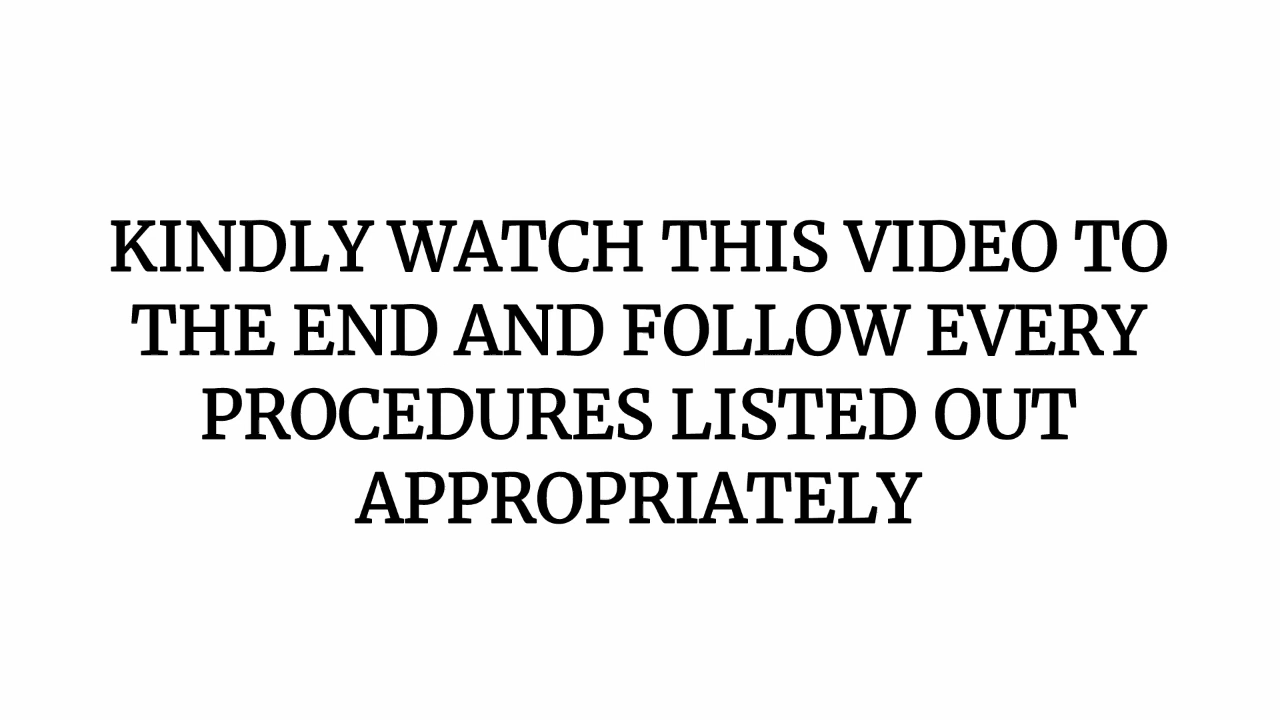 KINDLY WATCH THIS VIDEO TO
THE END AND FOLLOW EVERY
PROCEDURES LISTED OUT
APPROPRIATELY